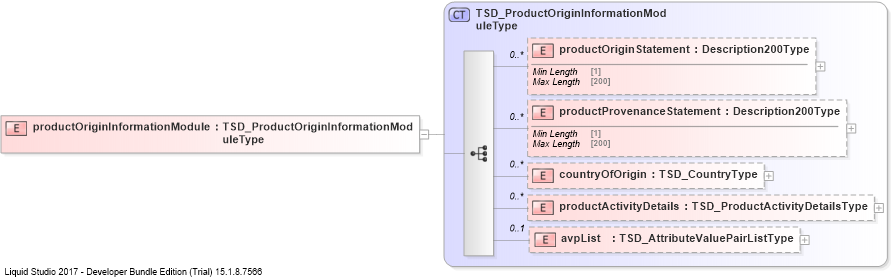 CT TSD_ProductOriginInformationMod
uleType
0..* E productOriginStatement : Description200Type
Min Length [1]
Max Length [200]
0..* E productProvenanceStatement : Description200Type
Min Length [1]
Max Length [200]
E productOriginInformationModule : TSD_ProductOriginInformationMod
uleType
0..* E countryOfOrigin : TSD_CountryType
0..* E productActivityDetails : TSD_ProductActivityDetailsType
0..1 E avpList : TSD_AttributeValuePairListType
Liquid Studio 2017 - Developer Bundle Edition (Trial) 15.1.8.7566